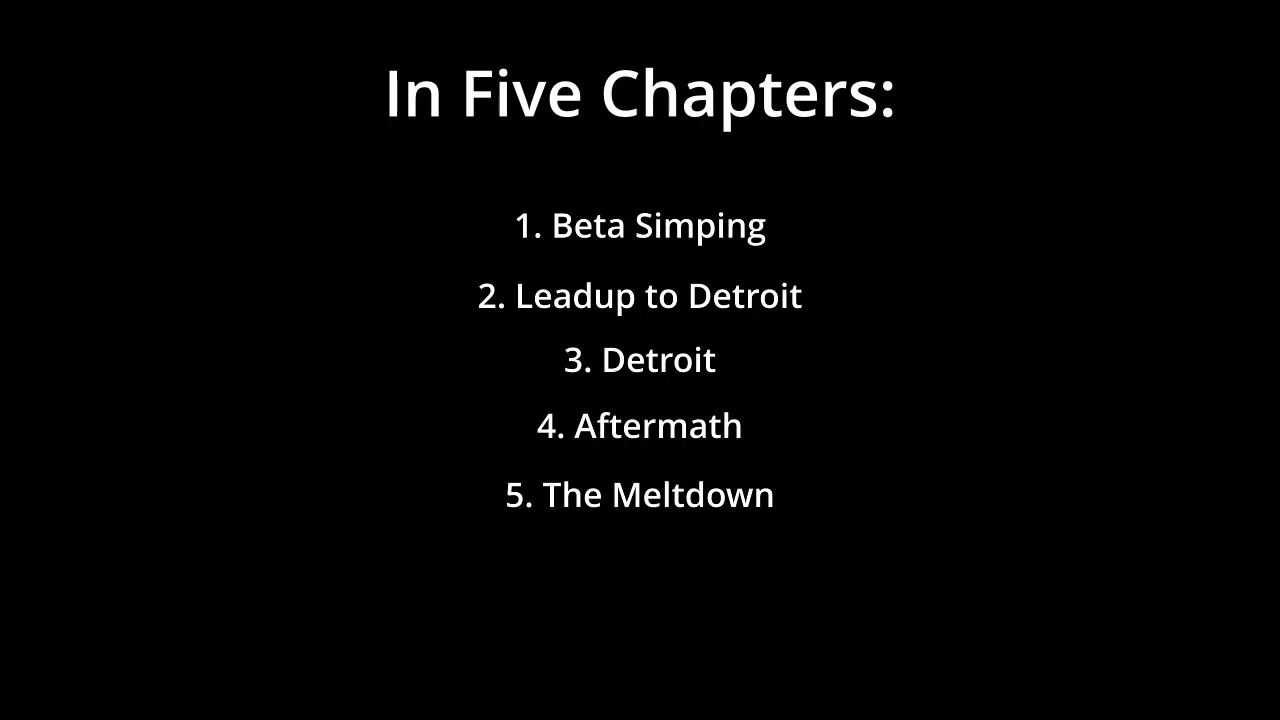 In Five Chapters:
1. Beta Simping
2. Leadup to Detroit
3. Detroit
4. Aftermath
5. The Meltdown